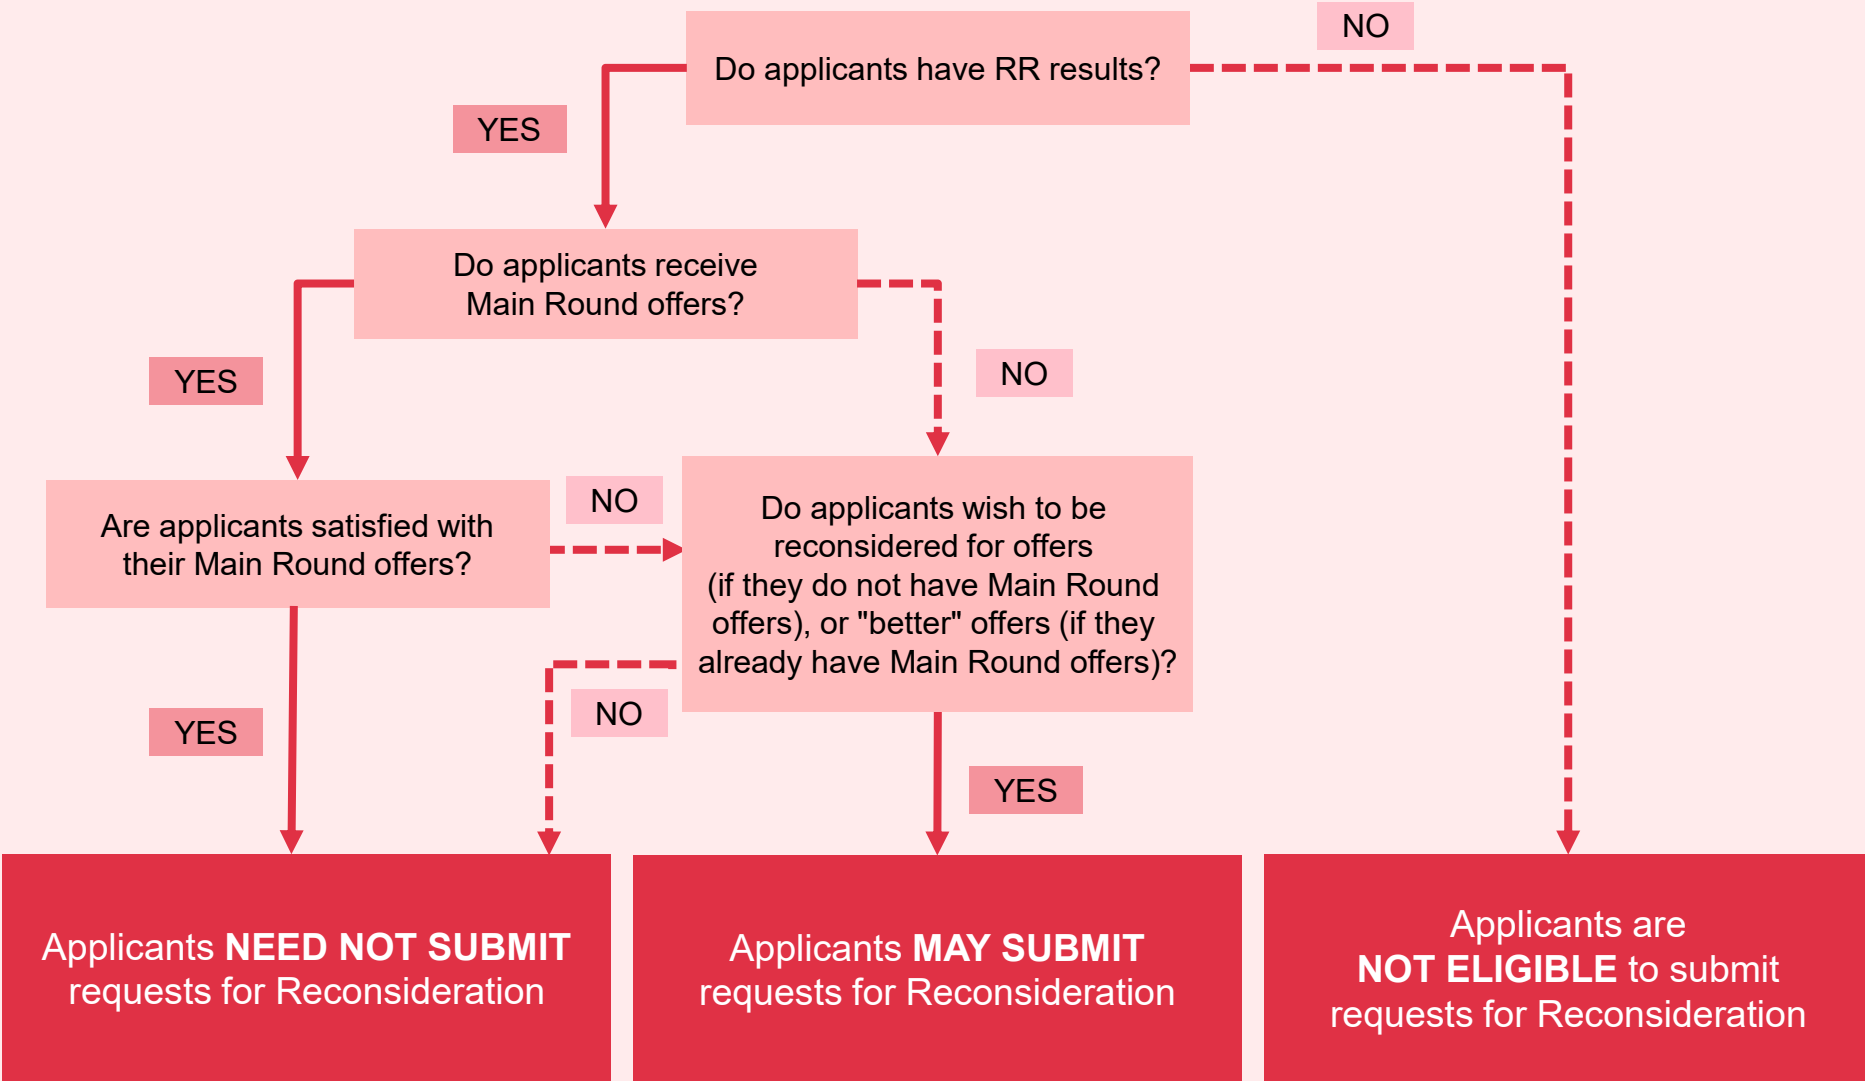 NO
Do applicants have RR results?
YES
Do applicants receive
Main Round offers?
YES
NO
Are applicants satisfied with
their Main Round offers?
NO
Do applicants wish to be
reconsidered for offers
(if they do not have Main Round
offers), or "better" offers (if they
already have Main Round offers)?
YES
NO
YES
Applicants NEED NOT SUBMIT
requests for Reconsideration
Applicants MAY SUBMIT
requests for Reconsideration
Applicants are
NOT ELIGIBLE to submit
requests for Reconsideration